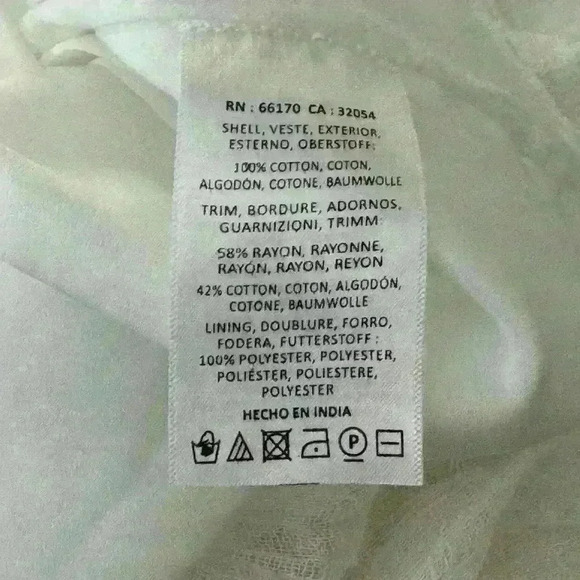 RN : 66170 CA : 32054
SHELL, VESTE, EXTERIOR,
ESTERNO, OBERSTOFF:
100% COTTON, COTON,
ALGODÓN, COTONE, BAUMWOLLE
TRIM, BORDURE, ADORNOS,
GUARNIZIONI, TRIMM:
58% RAYON, RAYONNE,
RAYÓN, RAYON, REYON
42% COTTON, COTON, ALGODÓN,
COTONE, BAUMWOLLE
LINING, DOUBLURE, FORRO,
FODERA, FUTTERSTOFF :
100% POLYESTER, POLYESTER,
POLIÉSTER, POLIESTERE,
POLYESTER
HECHO EN INDIA
P